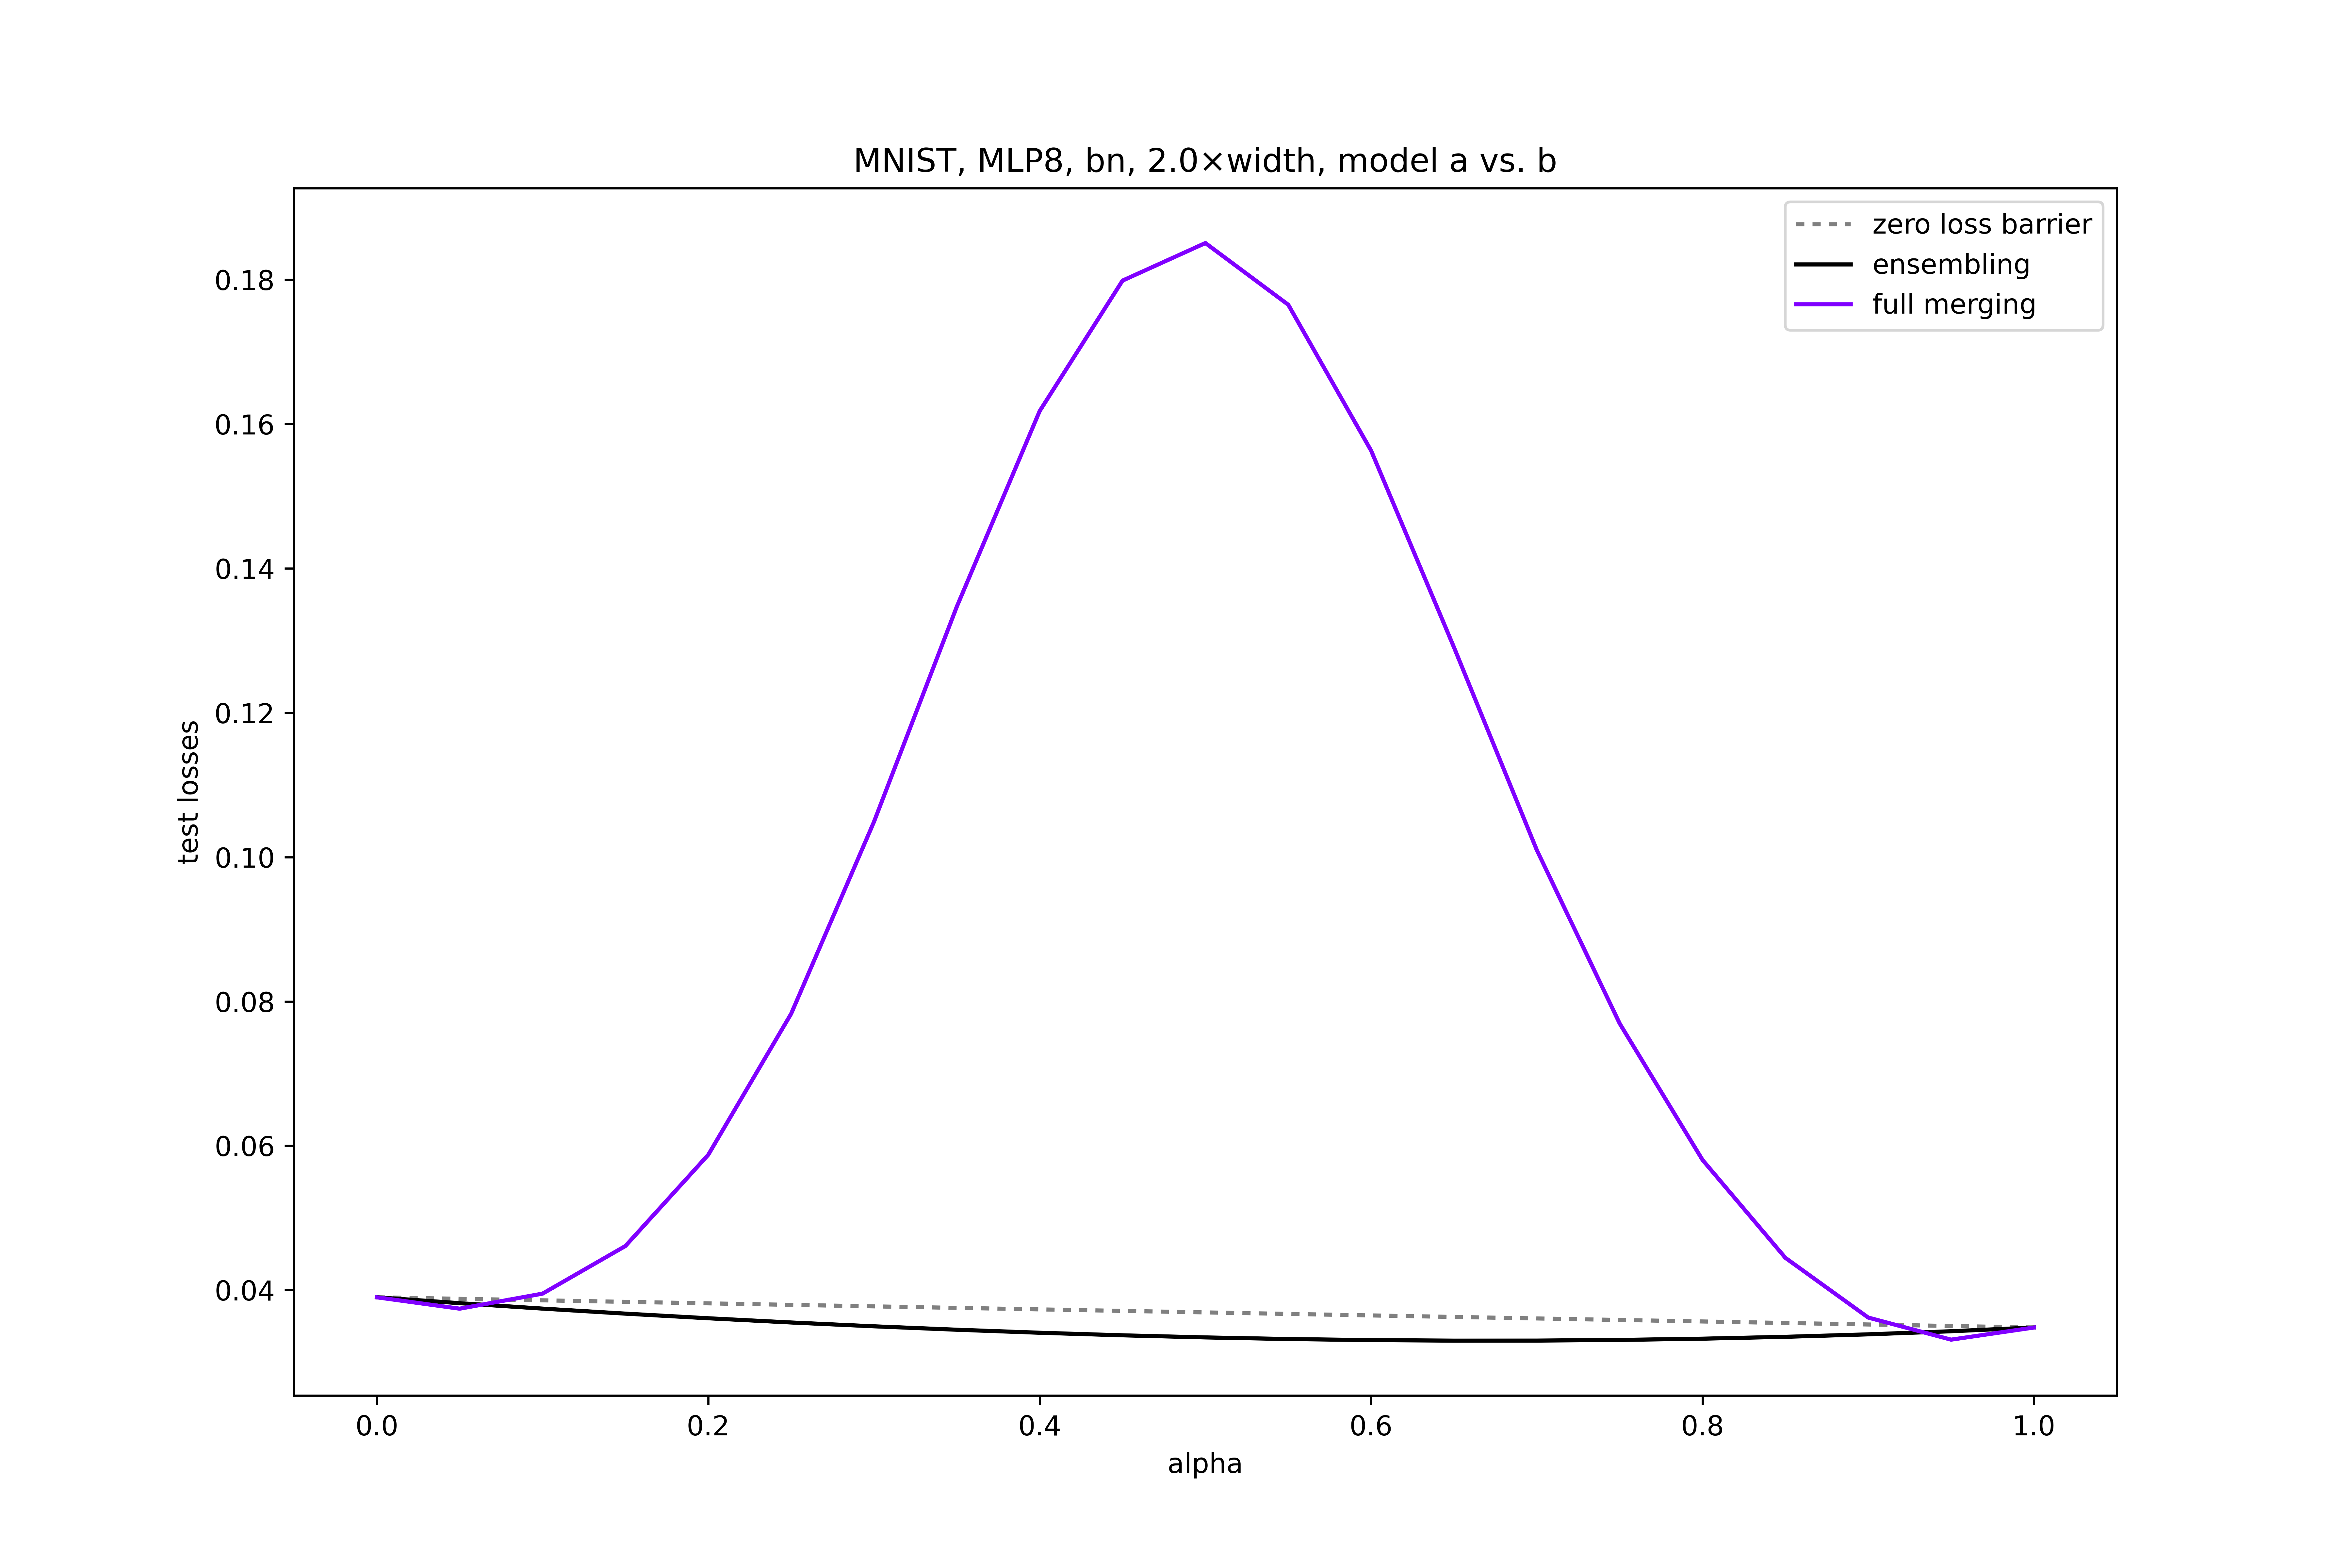 MNIST, MLP8, bn, 2.0×width, model a vs. b
zero loss barrier
ensembling
full merging
test losses
0.18
0.16
0.14
0.12
0.10
0.08
0.06
0.04
0.0 0.2 0.4 0.6 0.8 1.0
alpha